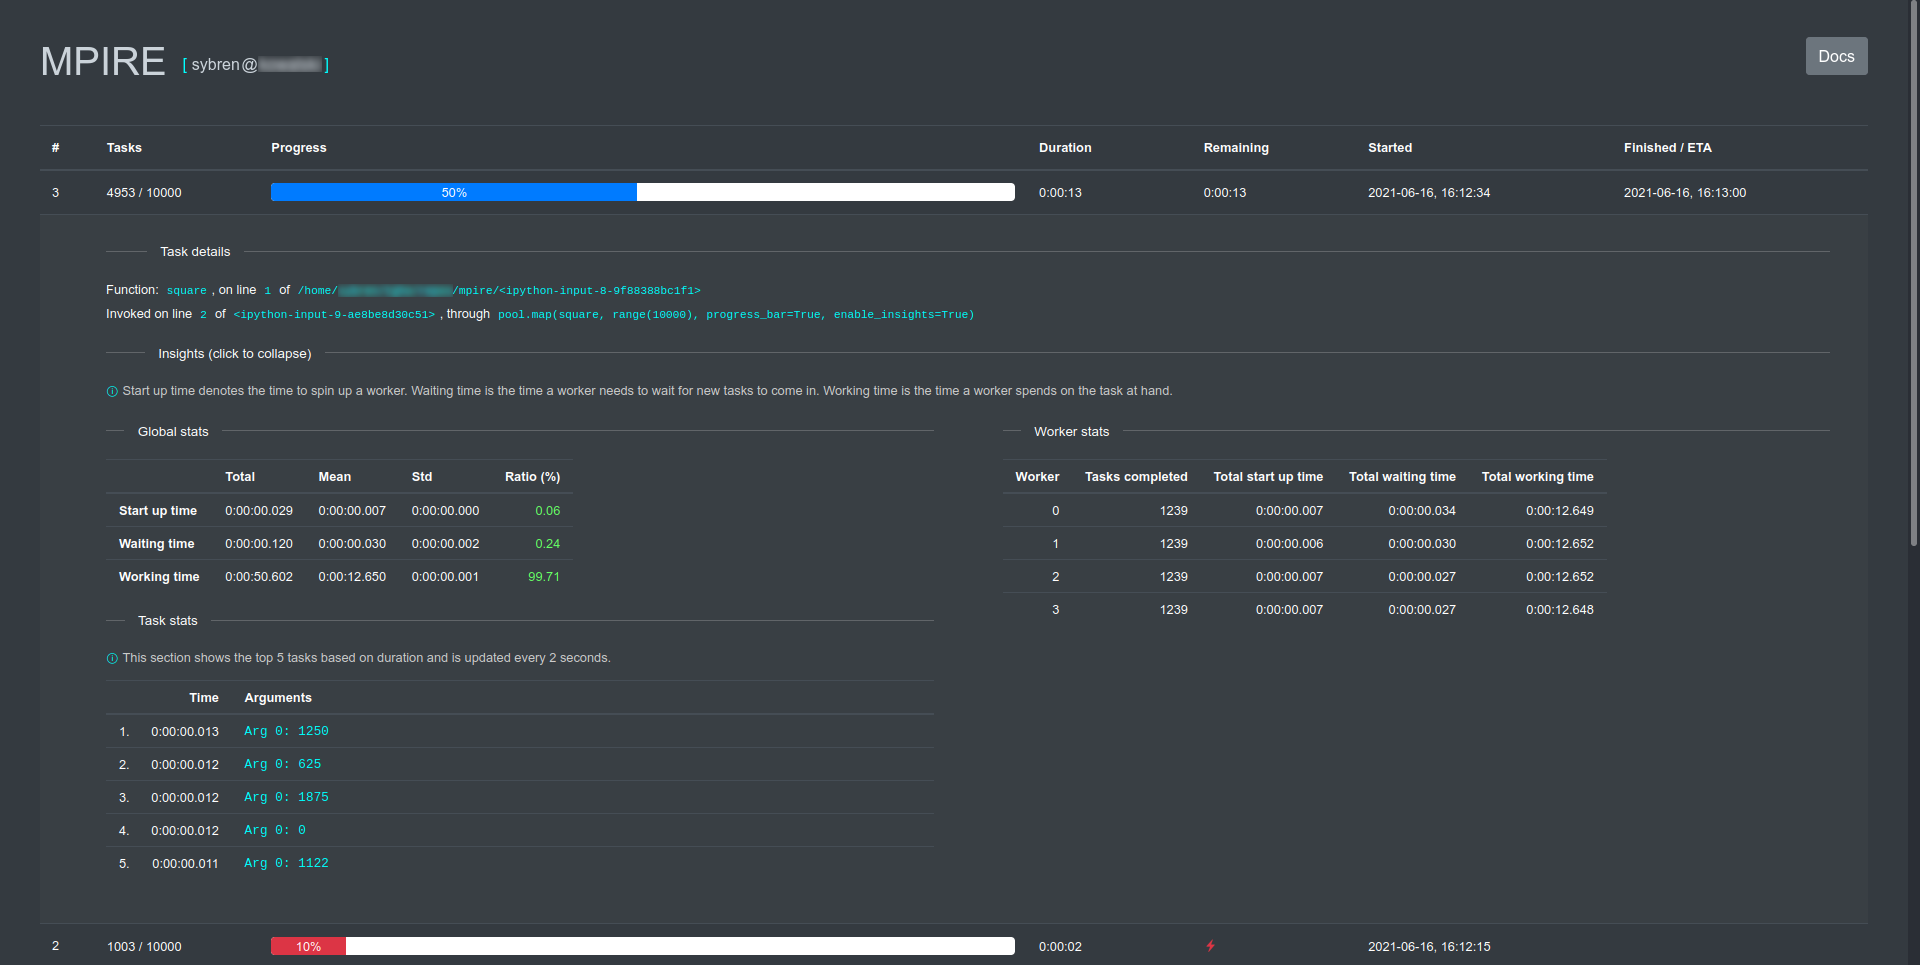 MPIRE [ sybren@ ]
Docs
# Tasks Progress Duration Remaining Started Finished / ETA
3 4953 / 10000 50% 0:00:13 0:00:13 2021-06-16, 16:12:34 2021-06-16, 16:13:00
Task details
Function: square , on line 1 of /home/ /mpire/<ipython-input-8-9f88388bc1f1>
Invoked on line 2 of <ipython-input-9-ae8be8d30c51> , through pool.map(square, range(10000), progress_bar=True, enable_insights=True)
Insights (click to collapse)
Start up time denotes the time to spin up a worker. Waiting time is the time a worker needs to wait for new tasks to come in. Working time is the time a worker spends on the task at hand.
Global stats
Total Mean Std Ratio (%)
Start up time 0:00:00.029 0:00:00.007 0:00:00.000 0.06
Waiting time 0:00:00.120 0:00:00.030 0:00:00.002 0.24
Working time 0:00:50.602 0:00:12.650 0:00:00.001 99.71
Worker stats
Worker Tasks completed Total start up time Total waiting time Total working time
0 1239 0:00:00.007 0:00:00.034 0:00:12.649
1 1239 0:00:00.006 0:00:00.030 0:00:12.652
2 1239 0:00:00.007 0:00:00.027 0:00:12.652
3 1239 0:00:00.007 0:00:00.027 0:00:12.648
Task stats
This section shows the top 5 tasks based on duration and is updated every 2 seconds.
Time Arguments
1. 0:00:00.013 Arg 0: 1250
2. 0:00:00.012 Arg 0: 625
3. 0:00:00.012 Arg 0: 1875
4. 0:00:00.012 Arg 0: 0
5. 0:00:00.011 Arg 0: 1122
2 1003 / 10000 10% 0:00:02 2021-06-16, 16:12:15